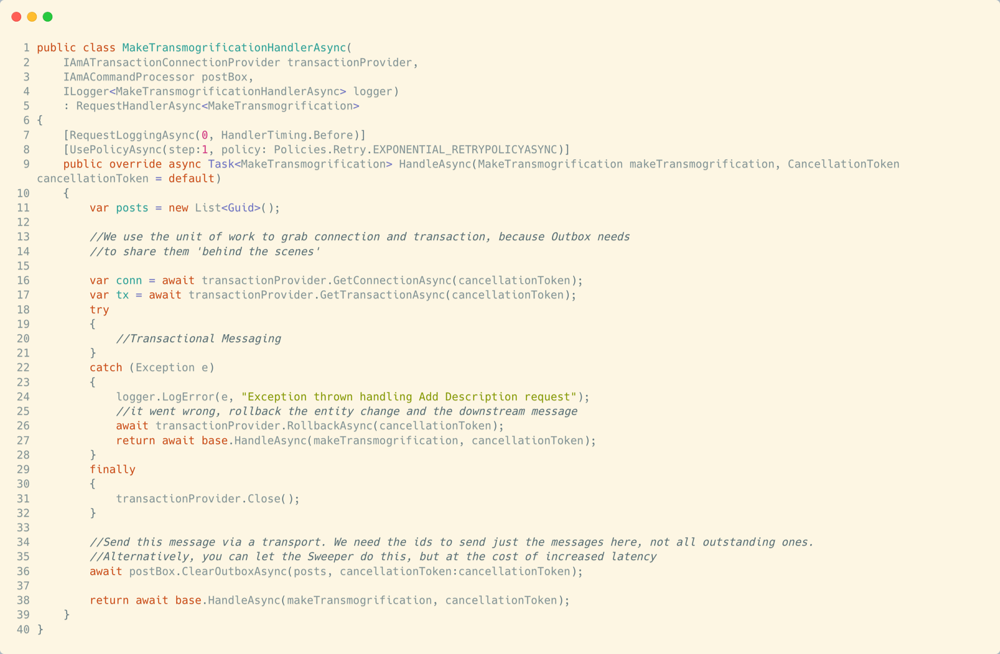 1 public class MakeTransmogrificationHandlerAsync(
2     IAmATransactionConnectionProvider transactionProvider,
3     IAmACommandProcessor postBox,
4     ILogger<MakeTransmogrificationHandlerAsync> logger)
5     : RequestHandlerAsync<MakeTransmogrification>
6 {
7     [RequestLoggingAsync(0, HandlerTiming.Before)]
8     [UsePolicyAsync(step:1, policy: Policies.Retry.EXPONENTIAL_RETRYPOLICYASYNC)]
9     public override async Task<MakeTransmogrification> HandleAsync(MakeTransmogrification makeTransmogrification, CancellationToken
cancellationToken = default)
10     {
11         var posts = new List<Guid>();
12
13         //We use the unit of work to grab connection and transaction, because Outbox needs
14         //to share them 'behind the scenes'
15
16         var conn = await transactionProvider.GetConnectionAsync(cancellationToken);
17         var tx = await transactionProvider.GetTransactionAsync(cancellationToken);
18         try
19         {
20             //Transactional Messaging
21         }
22         catch (Exception e)
23         {
24             logger.LogError(e, "Exception thrown handling Add Description request");
25             //it went wrong, rollback the entity change and the downstream message
26             await transactionProvider.RollbackAsync(cancellationToken);
27             return await base.HandleAsync(makeTransmogrification, cancellationToken);
28         }
29         finally
30         {
31             transactionProvider.Close();
32         }
33
34         //Send this message via a transport. We need the ids to send just the messages here, not all outstanding ones.
35         //Alternatively, you can let the Sweeper do this, but at the cost of increased latency
36         await postBox.ClearOutboxAsync(posts, cancellationToken:cancellationToken);
37
38         return await base.HandleAsync(makeTransmogrification, cancellationToken);
39     }
40 }